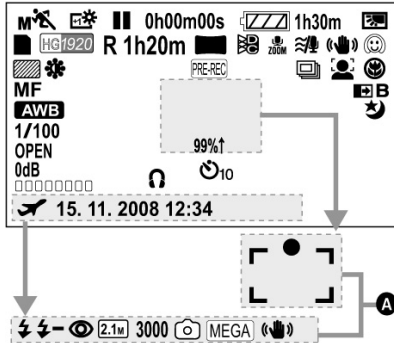 M 0h00m00s 1h30m
HG1920 R 1h20m ZOOM
PRE-REC
MF B
AWB
1/100
OPEN 99%↑
0dB 10
15. 11. 2008 12:34
A
2.1M 3000 MEGA